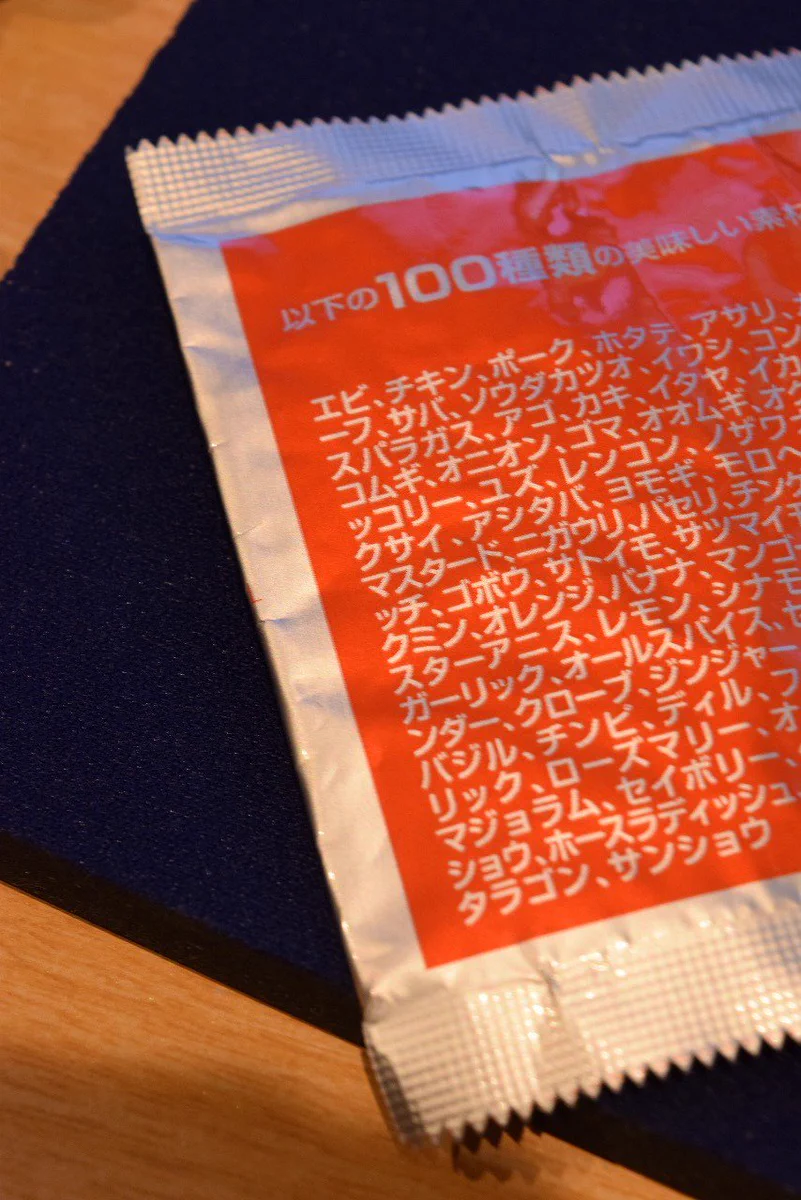 以下の100種類の美味しい素材
エビ、チキン、ポーク、ホタテ、アサリ、
ーフ、サバ、ソウダカツオ、イワシ、コン
スパラガス、アゴ、カキ、イタヤ、イカ
コムギ、オニオン、ゴマ、オオムギ、オク
ッコリー、ユズ、レンコン、ノザワナ
クサイ、アシタバ、ヨモギ、モロヘ
マスタード、ニガウリ、パセリ、チンゲ
ッチ、ゴボウ、サトイモ、サツマイモ
クミン、オレンジ、バナナ、マンゴ
スターアニス、レモン、シナモ
ガーリック、オールスパイス、セ
ンダー、クローブ、ジンジャー
バジル、チンピ、ディル、フ
リック、ローズマリー、オ
マジョラム、セイボリー、
ショウ、ホースラディッシュ、
タラゴン、サンショウ